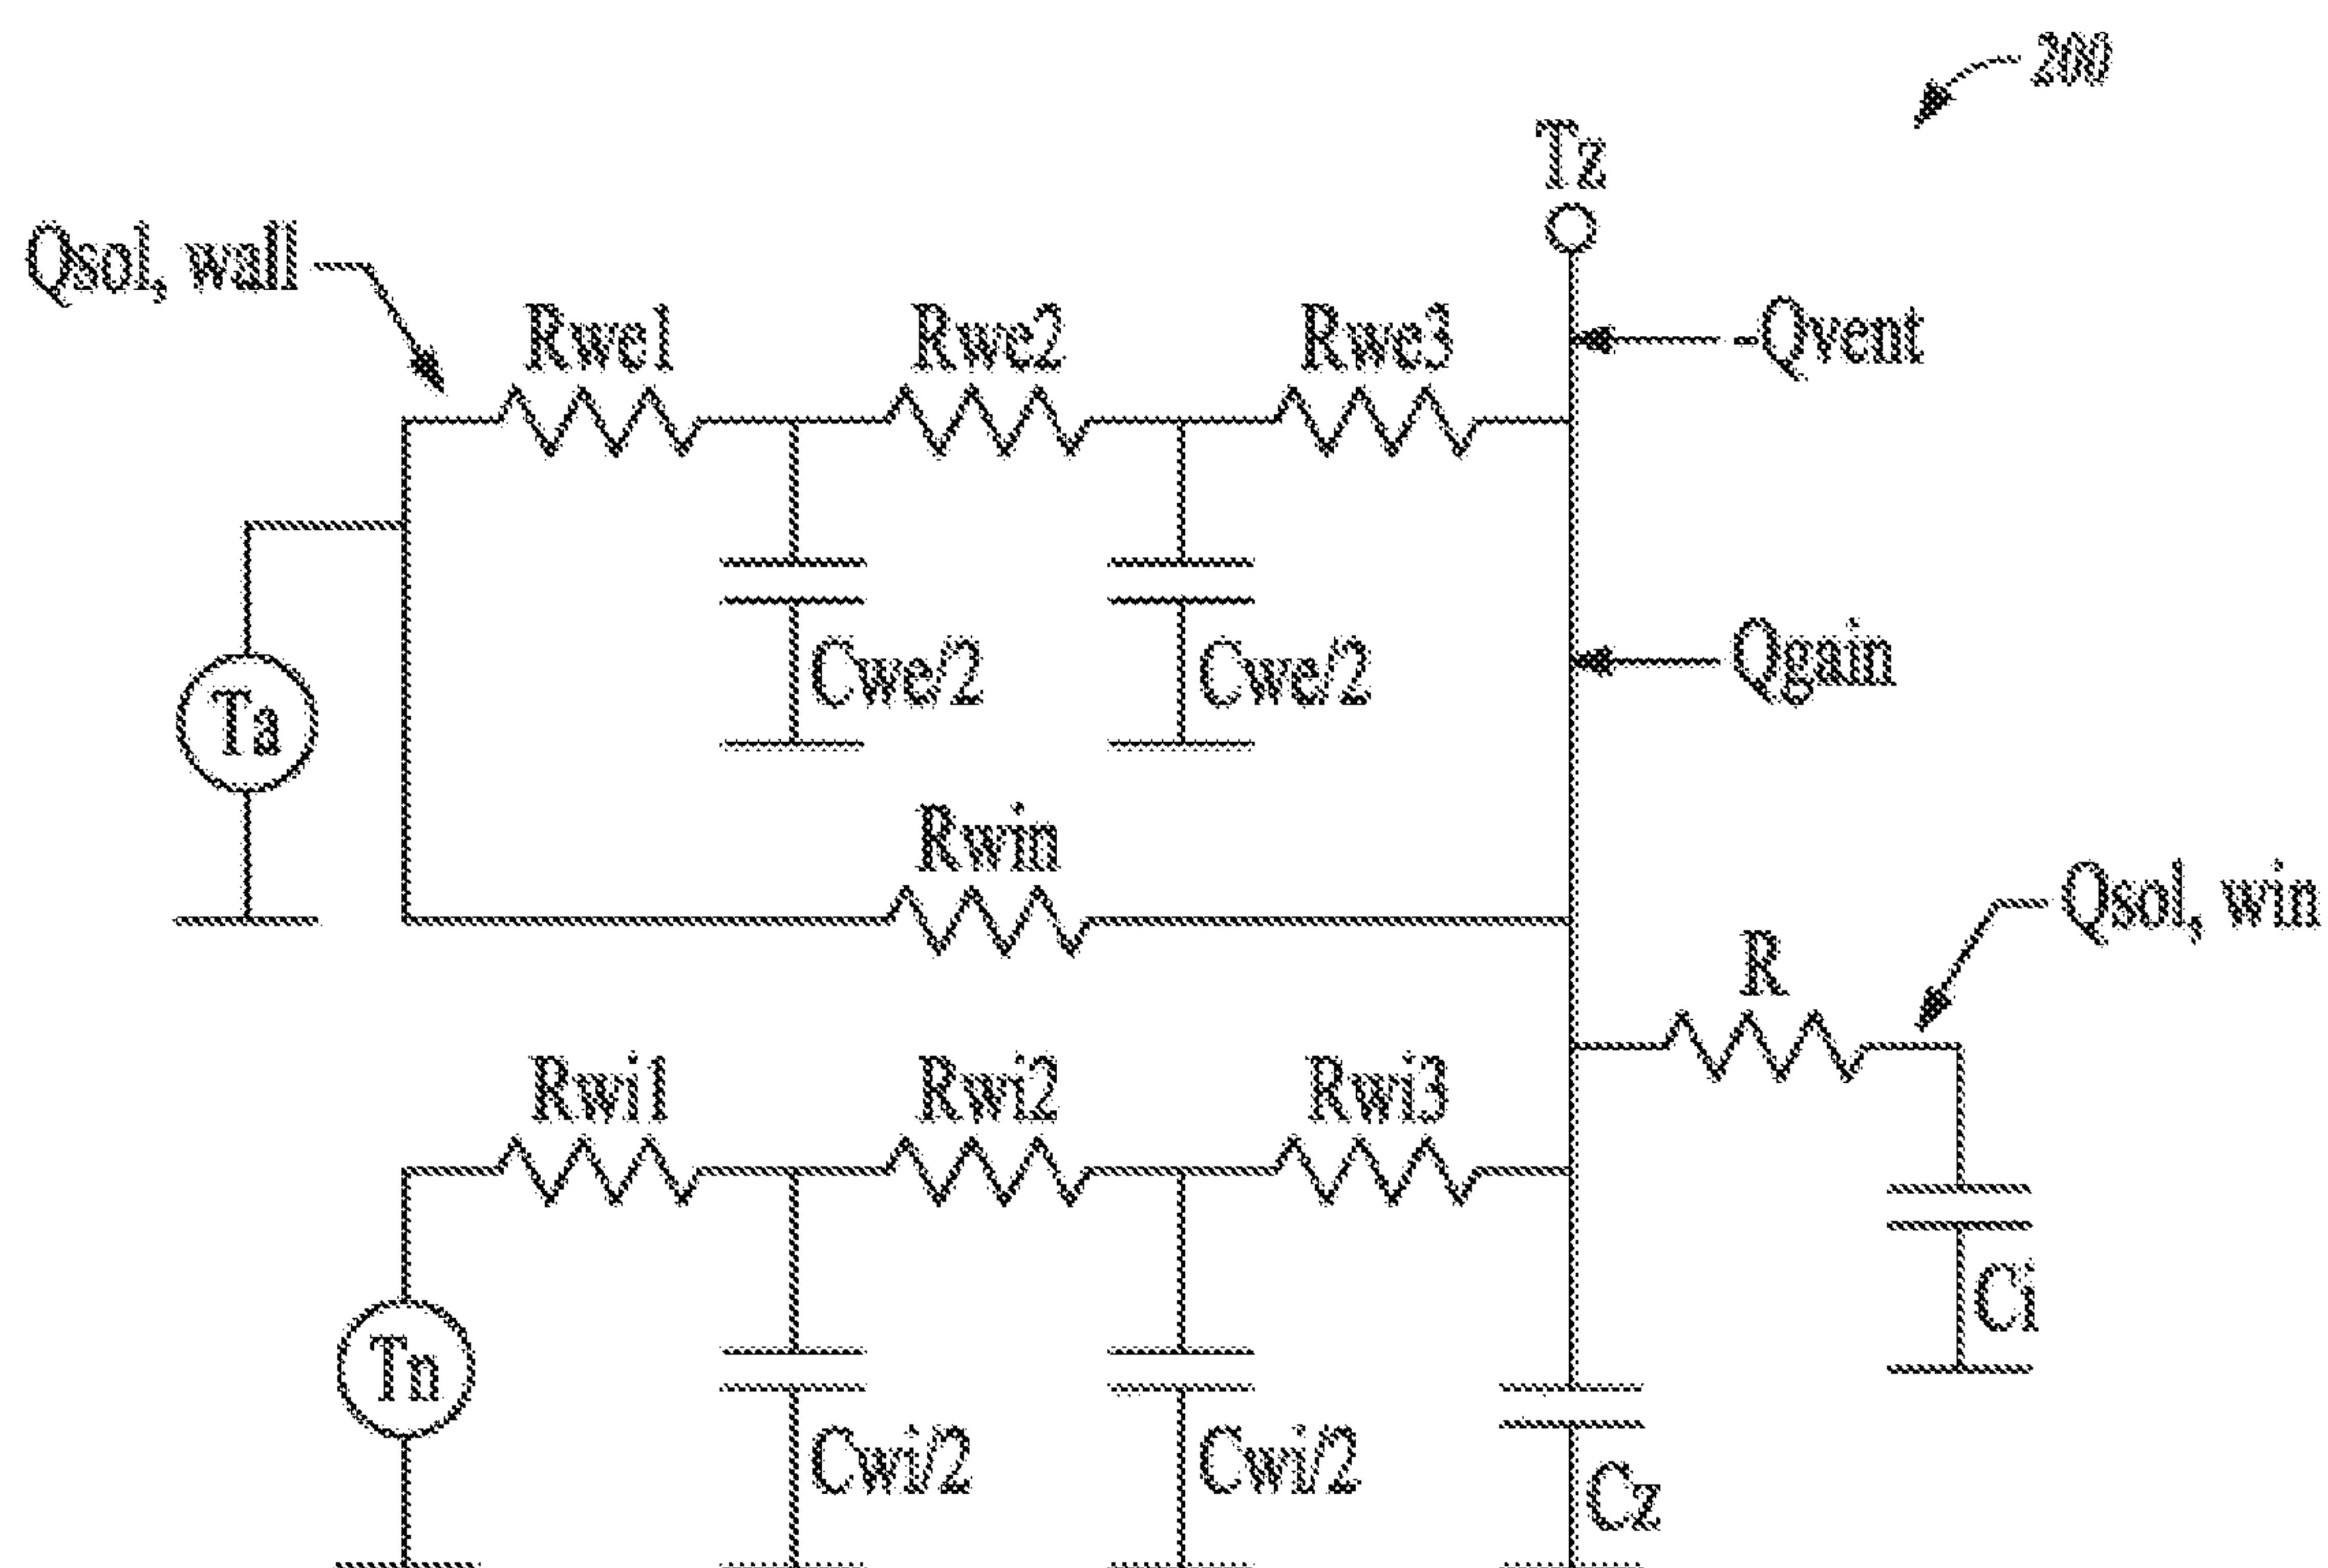 200
Tz
Qsol, wall
Rwe1
Rwe2
Rwe3
Qvent
Cwe/2
Cwe/2
Qgain
Ta
Rwin
Qsol, win
R
Rwi1
Rwi2
Rwi3
Ci
Tn
Cwi/2
Cwi/2
Cz